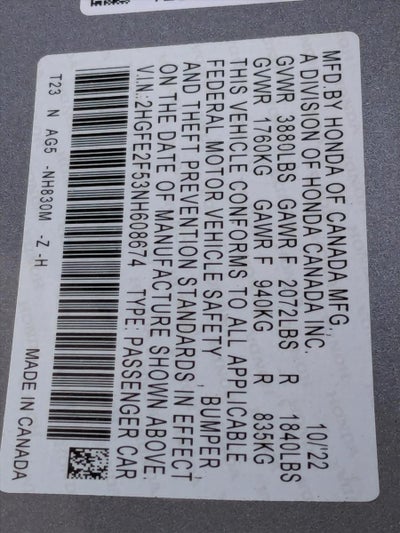 MFD. BY HONDA OF CANADA MFG.,
A DIVISION OF HONDA CANADA INC. 10/'22
GVWR 3880LBS GAWR F 2072LBS R 1840LBS
GVWR 1760KG GAWR F 940KG R 835KG
THIS VEHICLE CONFORMS TO ALL APPLICABLE
FEDERAL MOTOR VEHICLE SAFETY , BUMPER ,
AND THEFT PREVENTION STANDARDS IN EFFECT
ON THE DATE OF MANUFACTURE SHOWN ABOVE.
V.I.N.:2HGFE2F53NH608674 TYPE: PASSENGER CAR
T23 N AG5 -NH830M -Z -H MADE IN CANADA